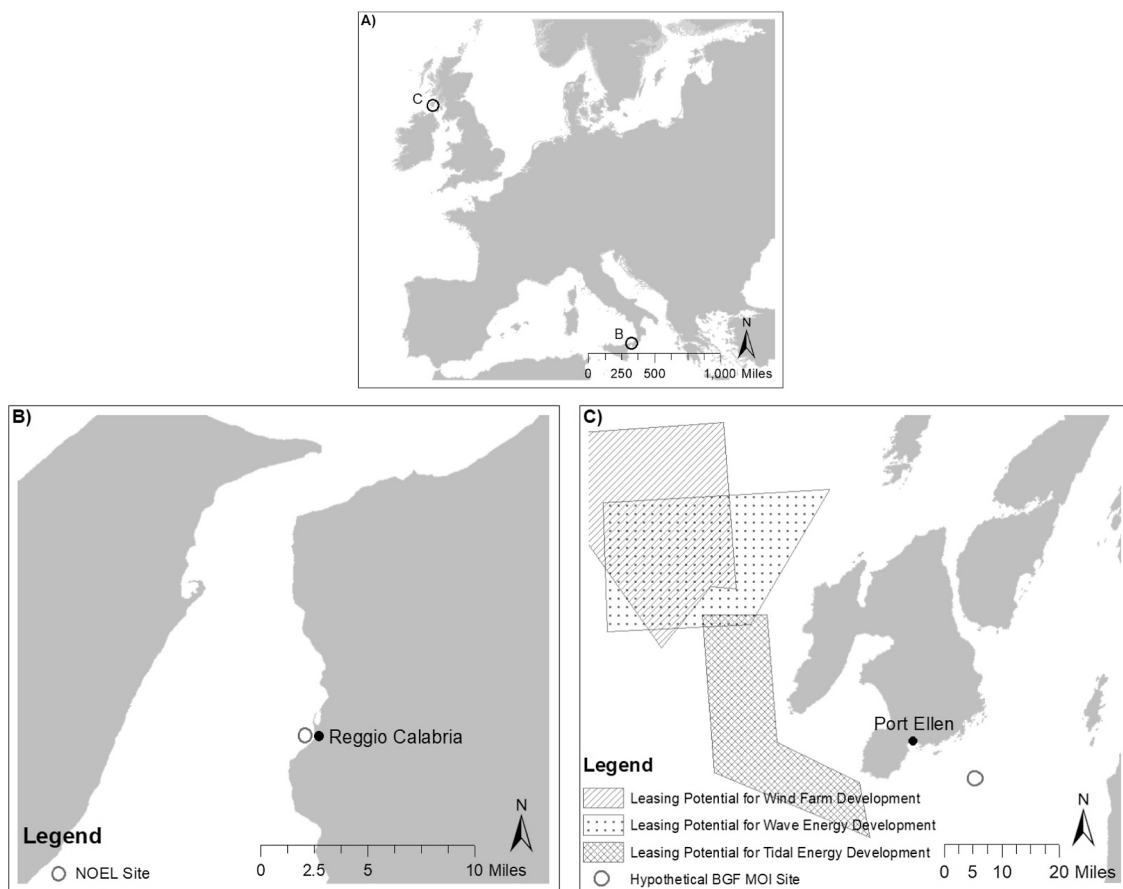 A)
C
B
N
0 250 500 1,000 Miles
B)
Reggio Calabria
Legend
NOEL Site
N
0 2.5 5 10 Miles
C)
Port Ellen
Legend
Leasing Potential for Wind Farm Development
Leasing Potential for Wave Energy Development
Leasing Potential for Tidal Energy Development
Hypothetical BGF MOI Site
N
0 5 10 20 Miles